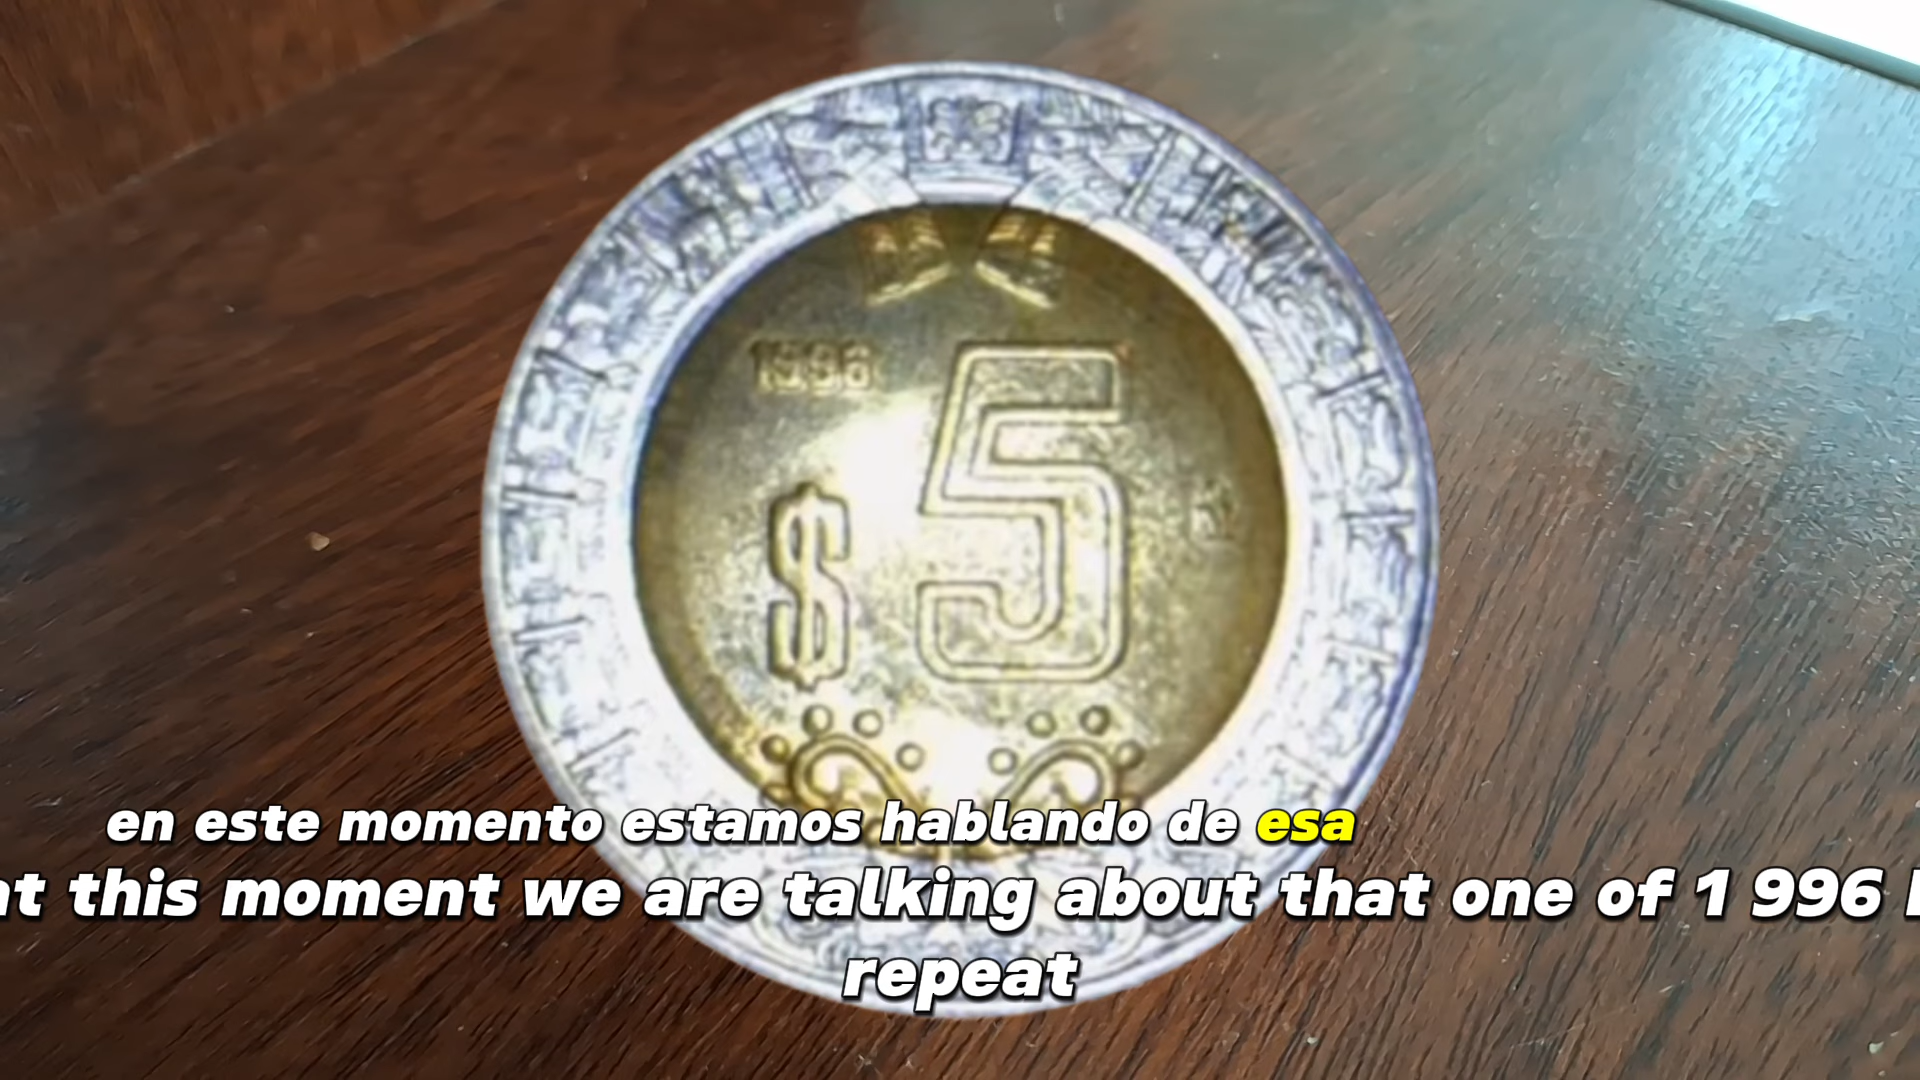 1996
$5
en este momento estamos hablando de esa
at this moment we are talking about that one of 1 996
repeat